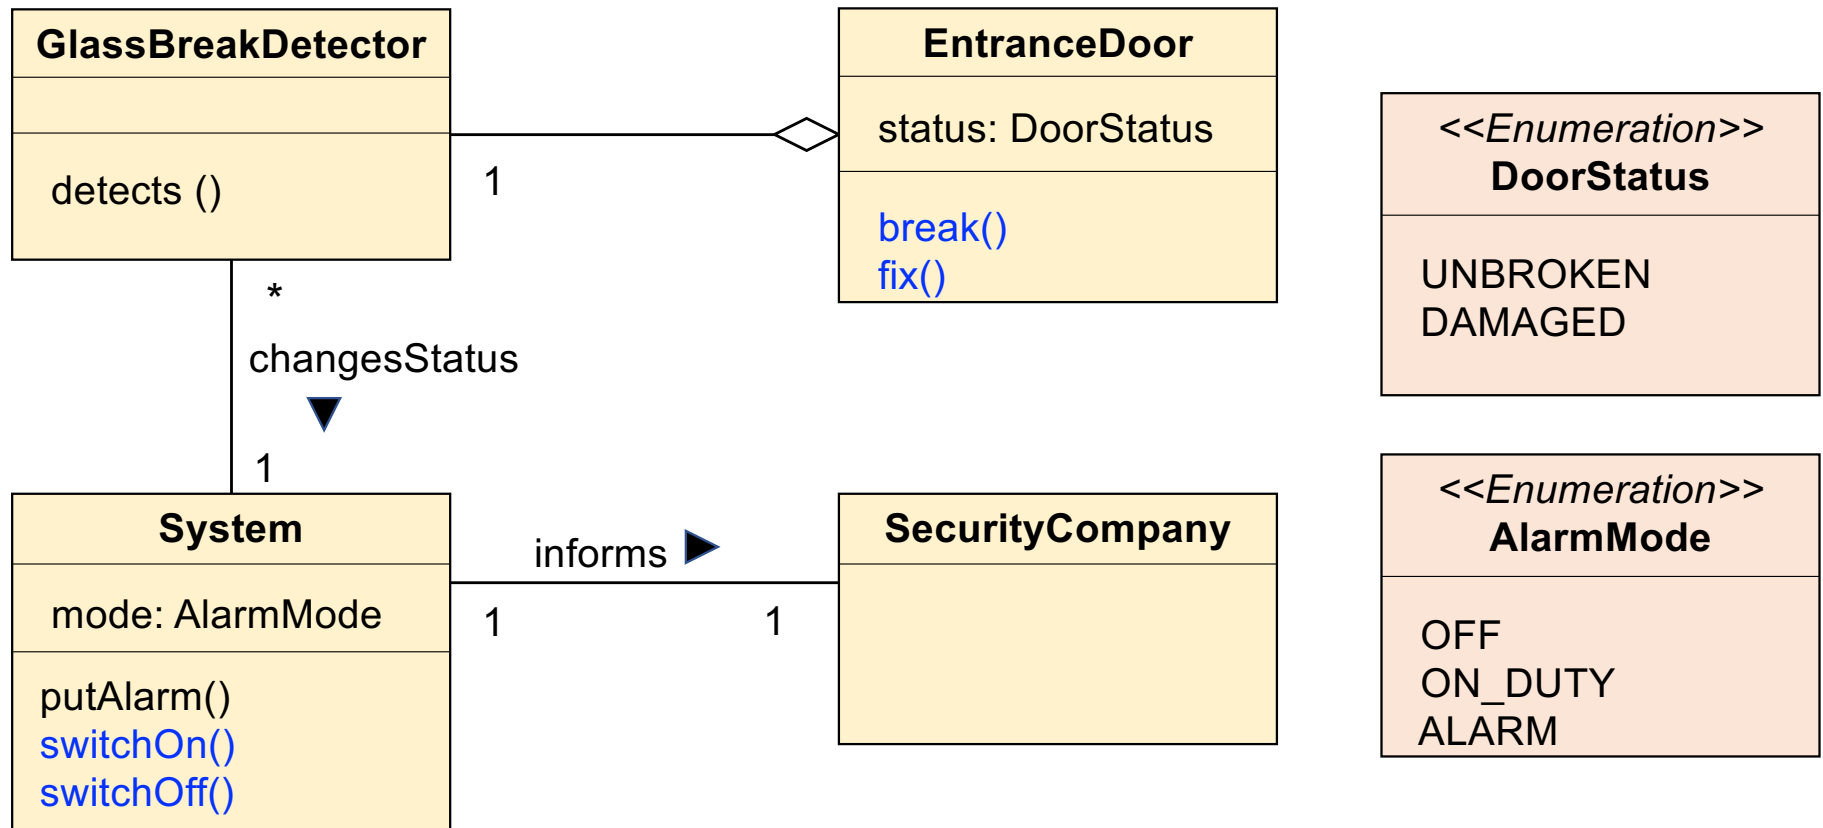 GlassBreakDetector
detects ()
1
EntranceDoor
status: DoorStatus
break()
fix()
<<Enumeration>>
DoorStatus
UNBROKEN
DAMAGED
*
changesStatus
1
System
mode: AlarmMode
putAlarm()
switchOn()
switchOff()
informs
1
1
SecurityCompany
<<Enumeration>>
AlarmMode
OFF
ON_DUTY
ALARM